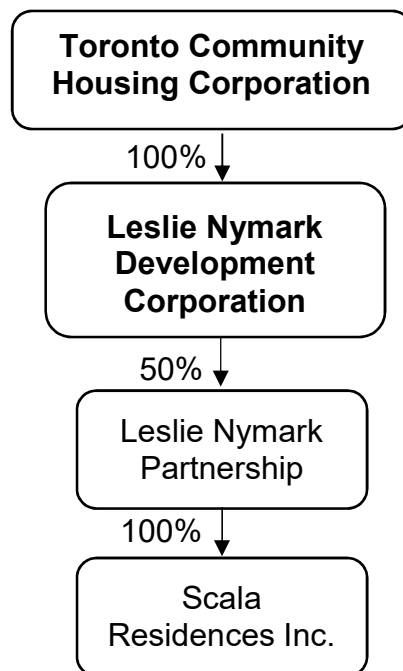 Toronto Community
Housing Corporation
100%
Leslie Nymark
Development
Corporation
50%
Leslie Nymark
Partnership
100%
Scala
Residences Inc.